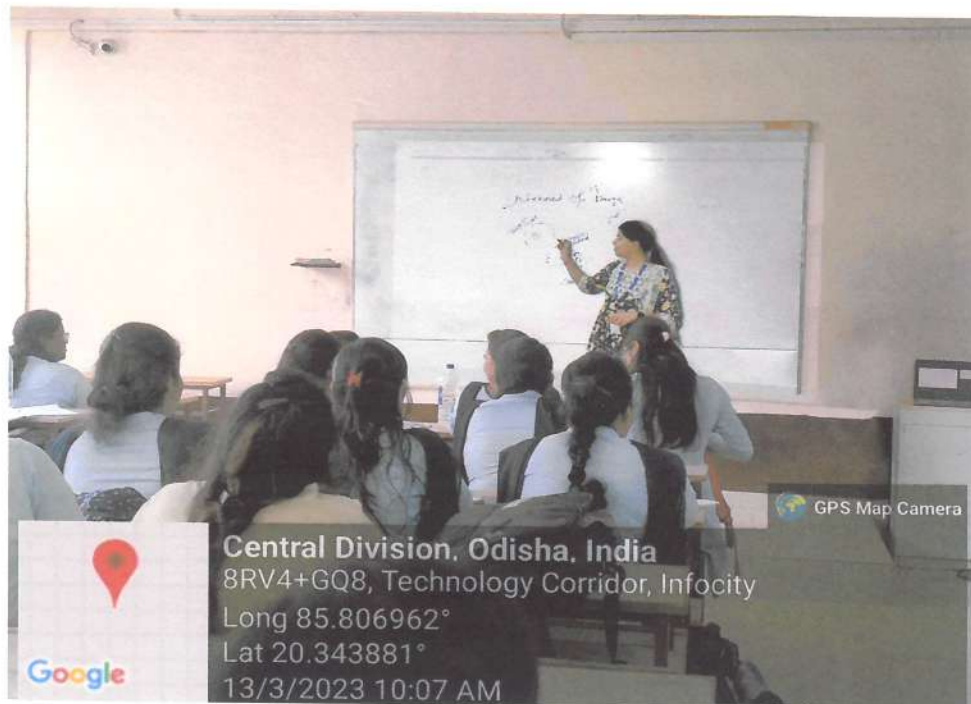 of
GPS Map Camera
Central Division, Odisha, India
8RV4+GQ8, Technology Corridor, Infocity
Long 85.806962°
Lat 20.343881°
13/3/2023 10:07 AM
Google